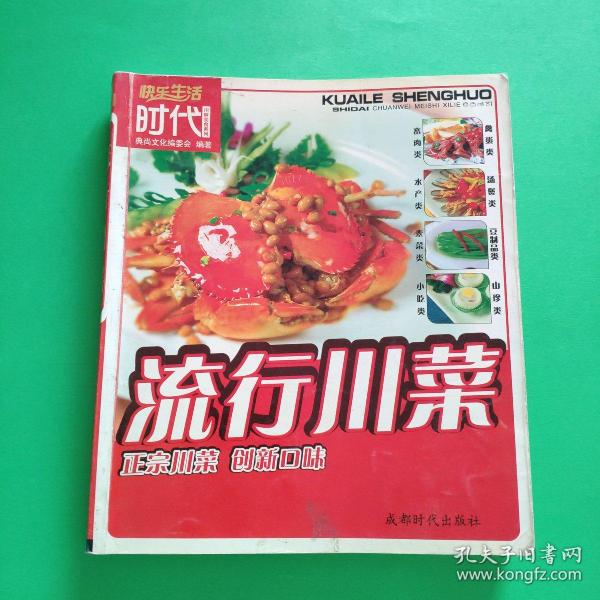 快乐生活
时代
典尚文化编委会 编著
KUAILE SHENGHUO
SHIDAI CHUANWEI MEISHI XILIE
畜肉类
禽蛋类
水产类
汤煲类
素菜类
豆制品类
小吃类
山珍类
流行川菜
正宗川菜 创新口味
成都时代出版社
孔夫子旧书网
www.kongfz.com